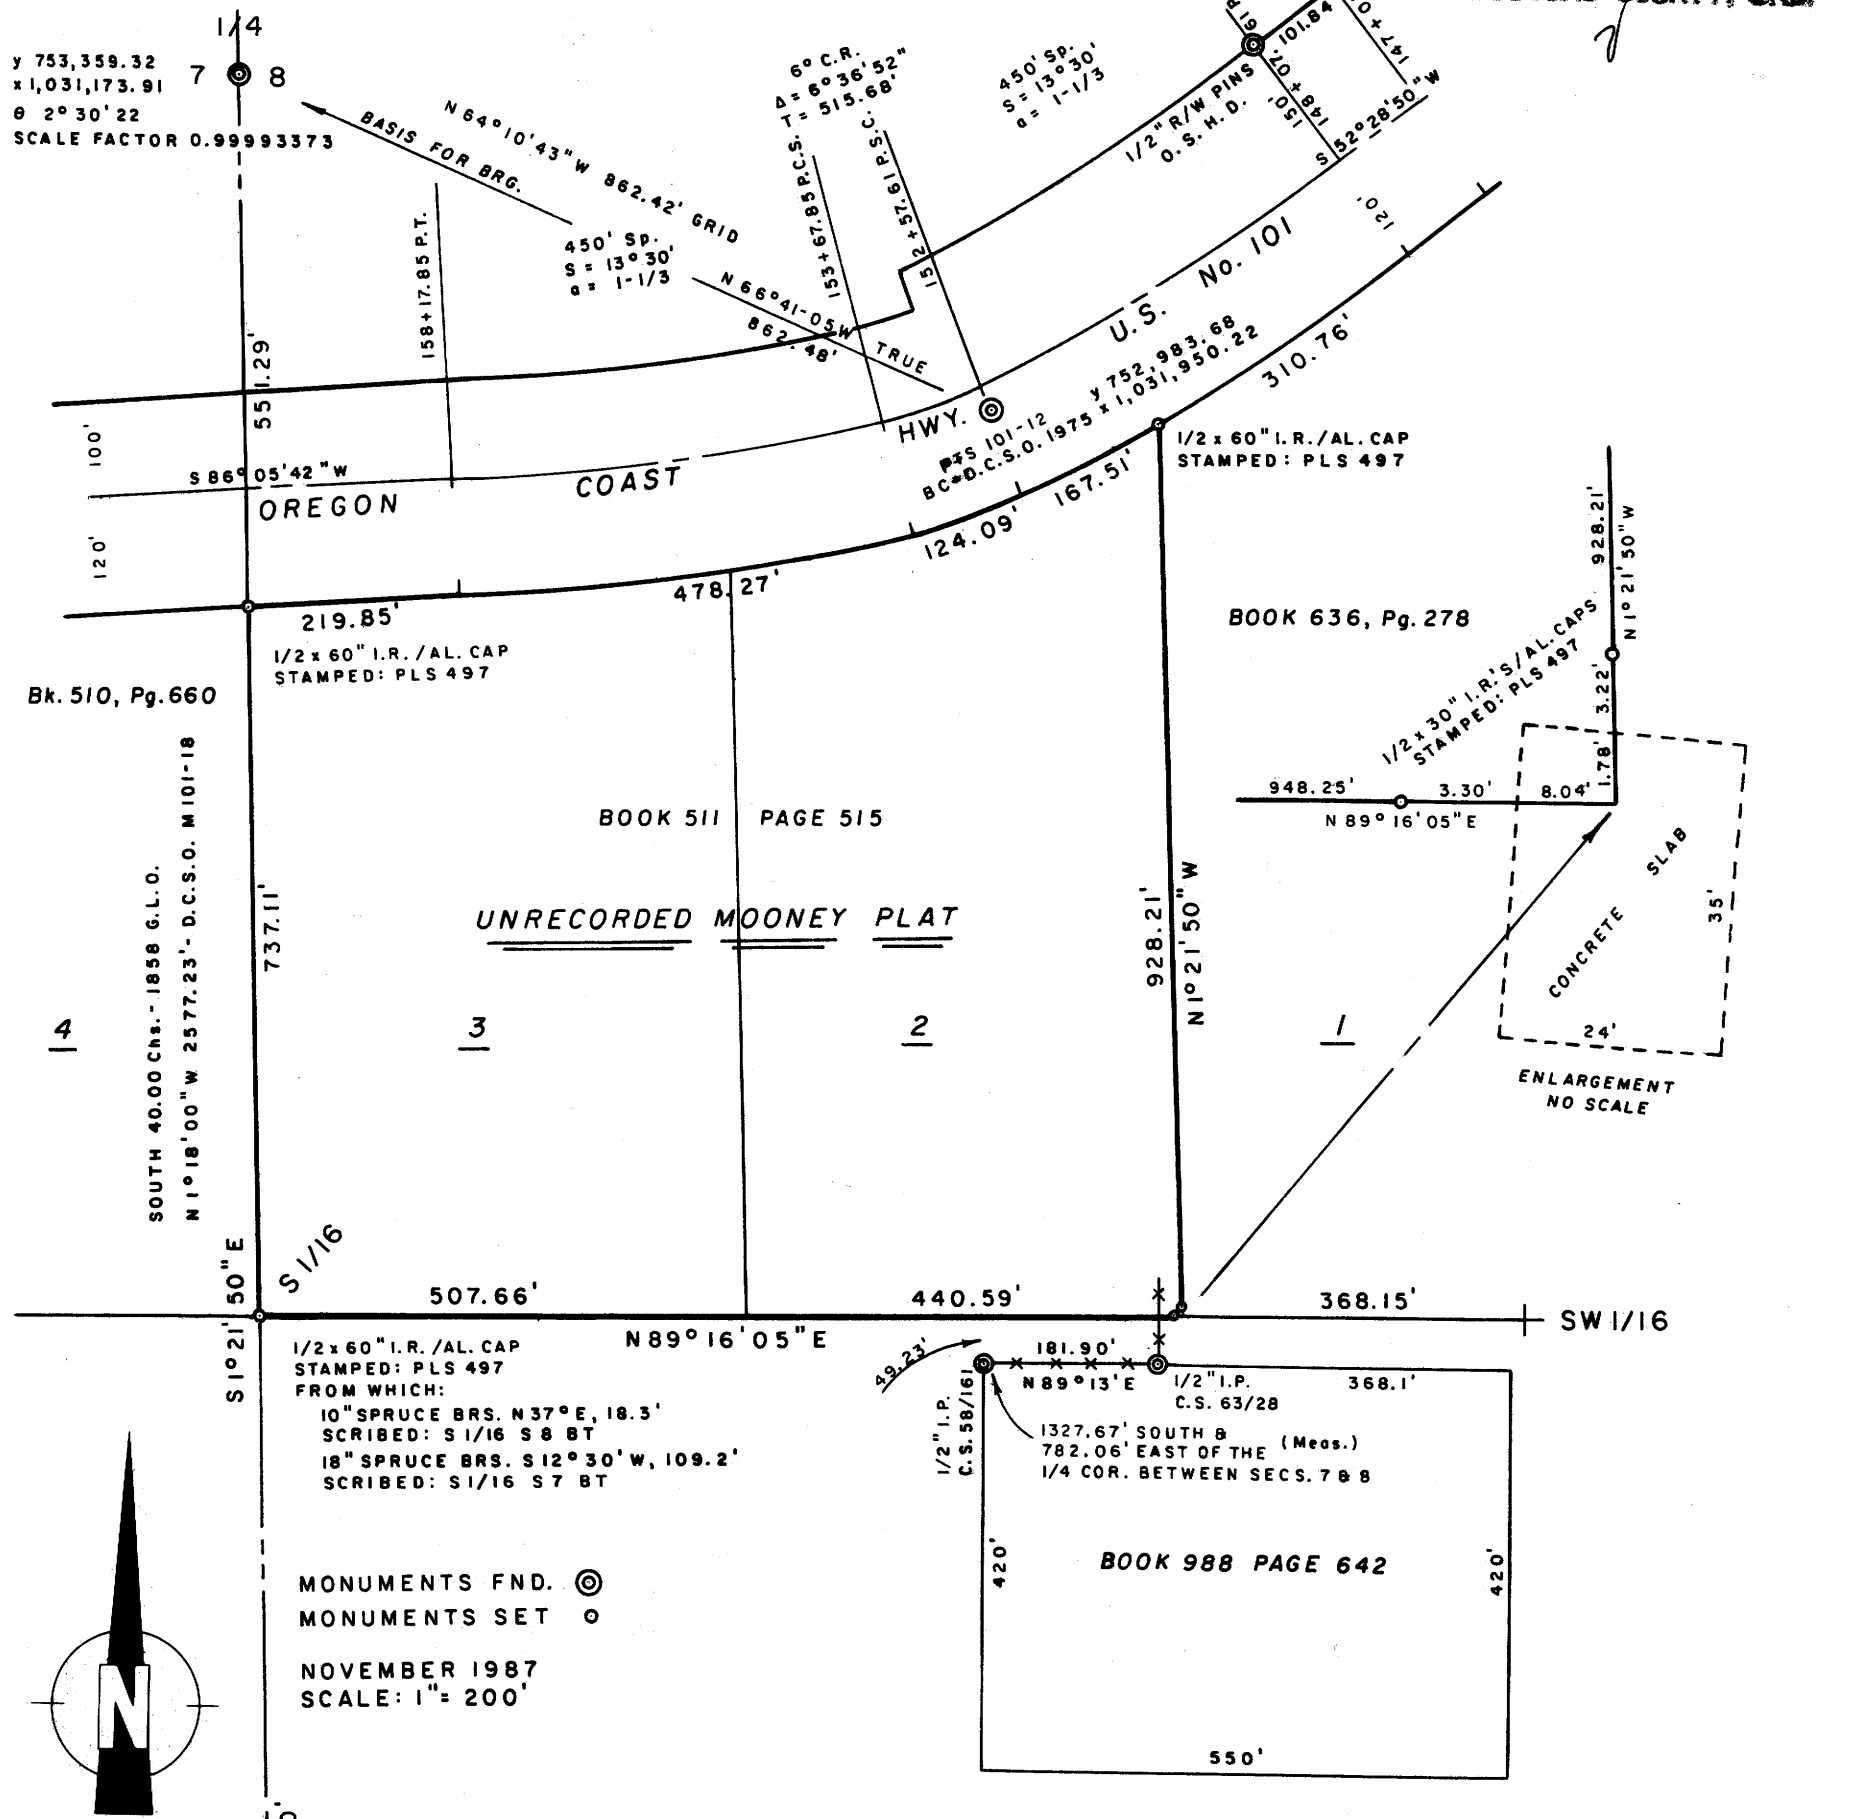 1/4
7
8
y 753,359.32
x 1,031,173.91
θ 2° 30' 22
SCALE FACTOR 0.99993373
BASIS FOR BRG.
N 64° 10' 43" W 862.42' GRID
450' Sp.
S = 13° 30'
a = 1-1/3
N 66° 41-05 W TRUE
862.48'
6° C.R.
Δ = 6° 36' 52"
T = 515.68'
153+67.85 P.C.S.
152+57.61 P.S.C.
450' Sp.
S = 13° 30'
a = 1-1/3
1/2" R/W PINS
O. S. H. D.
101.84
150'
148 + 07.
147 +
S 52° 28' 50" W
120'
158+17.85 P.T.
551.29'
100'
120'
S 86° 05' 42" W
OREGON COAST HWY. U.S. No. 101
y 752,983.68
x 1,031,950.22
101-12
BC=D.C.S.O. 1975
310.76'
167.51'
124.09'
478.27'
219.85'
1/2 x 60" I.R./AL. CAP
STAMPED: PLS 497
1/2 x 60" I.R. /AL. CAP
STAMPED: PLS 497
Bk. 510, Pg. 660
BOOK 636, Pg. 278
928.21'
N 1° 21' 50" W
1/2 x 30" I.R.'S/AL. CAPS
STAMPED: PLS 497
3.22'
1.78'
948.25'
3.30'
8.04'
N 89° 16' 05" E
CONCRETE SLAB
35'
24'
ENLARGEMENT
NO SCALE
BOOK 511 PAGE 515
UNRECORDED MOONEY PLAT
SOUTH 40.00 Chs. - 1858 G.L.O.
N 1° 18' 00" W 2577.23' - D.C.S.O. M 101-18
737.11'
928.21'
N 1° 21' 50" W
4
3
2
1
S 1° 21' 50" E
S 1/16
507.66'
440.59'
368.15'
SW 1/16
N 89° 16' 05" E
1/2 x 60" I.R. /AL. CAP
STAMPED: PLS 497
FROM WHICH:
10" SPRUCE BRS. N 37° E, 18.3'
SCRIBED: S 1/16 S 8 BT
18" SPRUCE BRS. S 12° 30' W, 109.2'
SCRIBED: S 1/16 S 7 BT
49.23'
181.90'
N 89° 13' E
1/2" I.P.
C.S. 63/28
368.1'
1/2" I.P.
C.S. 58/161
1327.67' SOUTH &
782.06' EAST OF THE (Meas.)
1/4 COR. BETWEEN SECS. 7 & 8
420'
420'
BOOK 988 PAGE 642
550'
MONUMENTS FND.
MONUMENTS SET
NOVEMBER 1987
SCALE: 1" = 200'
N